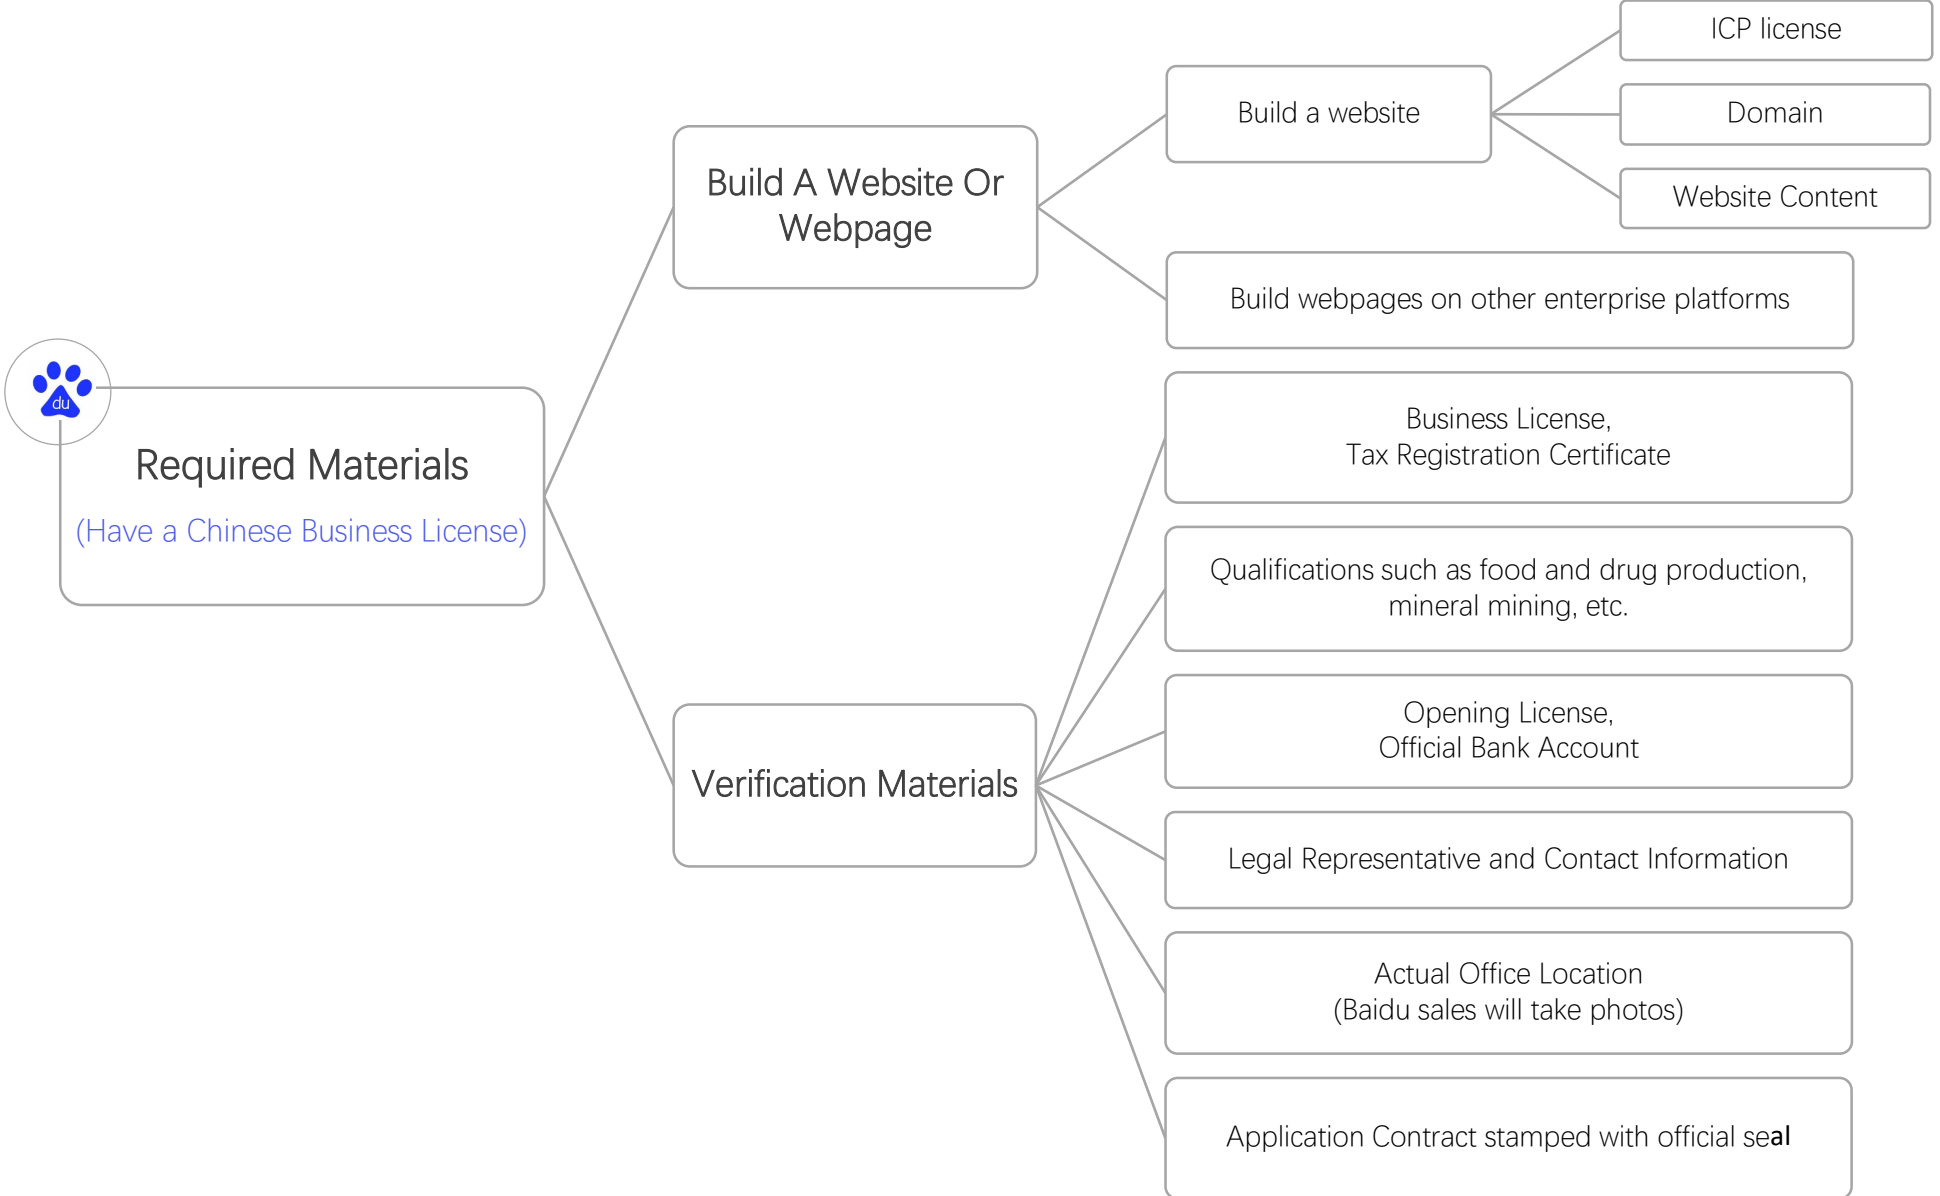 ICP license
Build a website
Domain
Website Content
Build A Website Or
Webpage
Build webpages on other enterprise platforms
du
Required Materials
(Have a Chinese Business License)
Business License,
Tax Registration Certificate
Qualifications such as food and drug production,
mineral mining, etc.
Opening License,
Official Bank Account
Verification Materials
Legal Representative and Contact Information
Actual Office Location
(Baidu sales will take photos)
Application Contract stamped with official seal